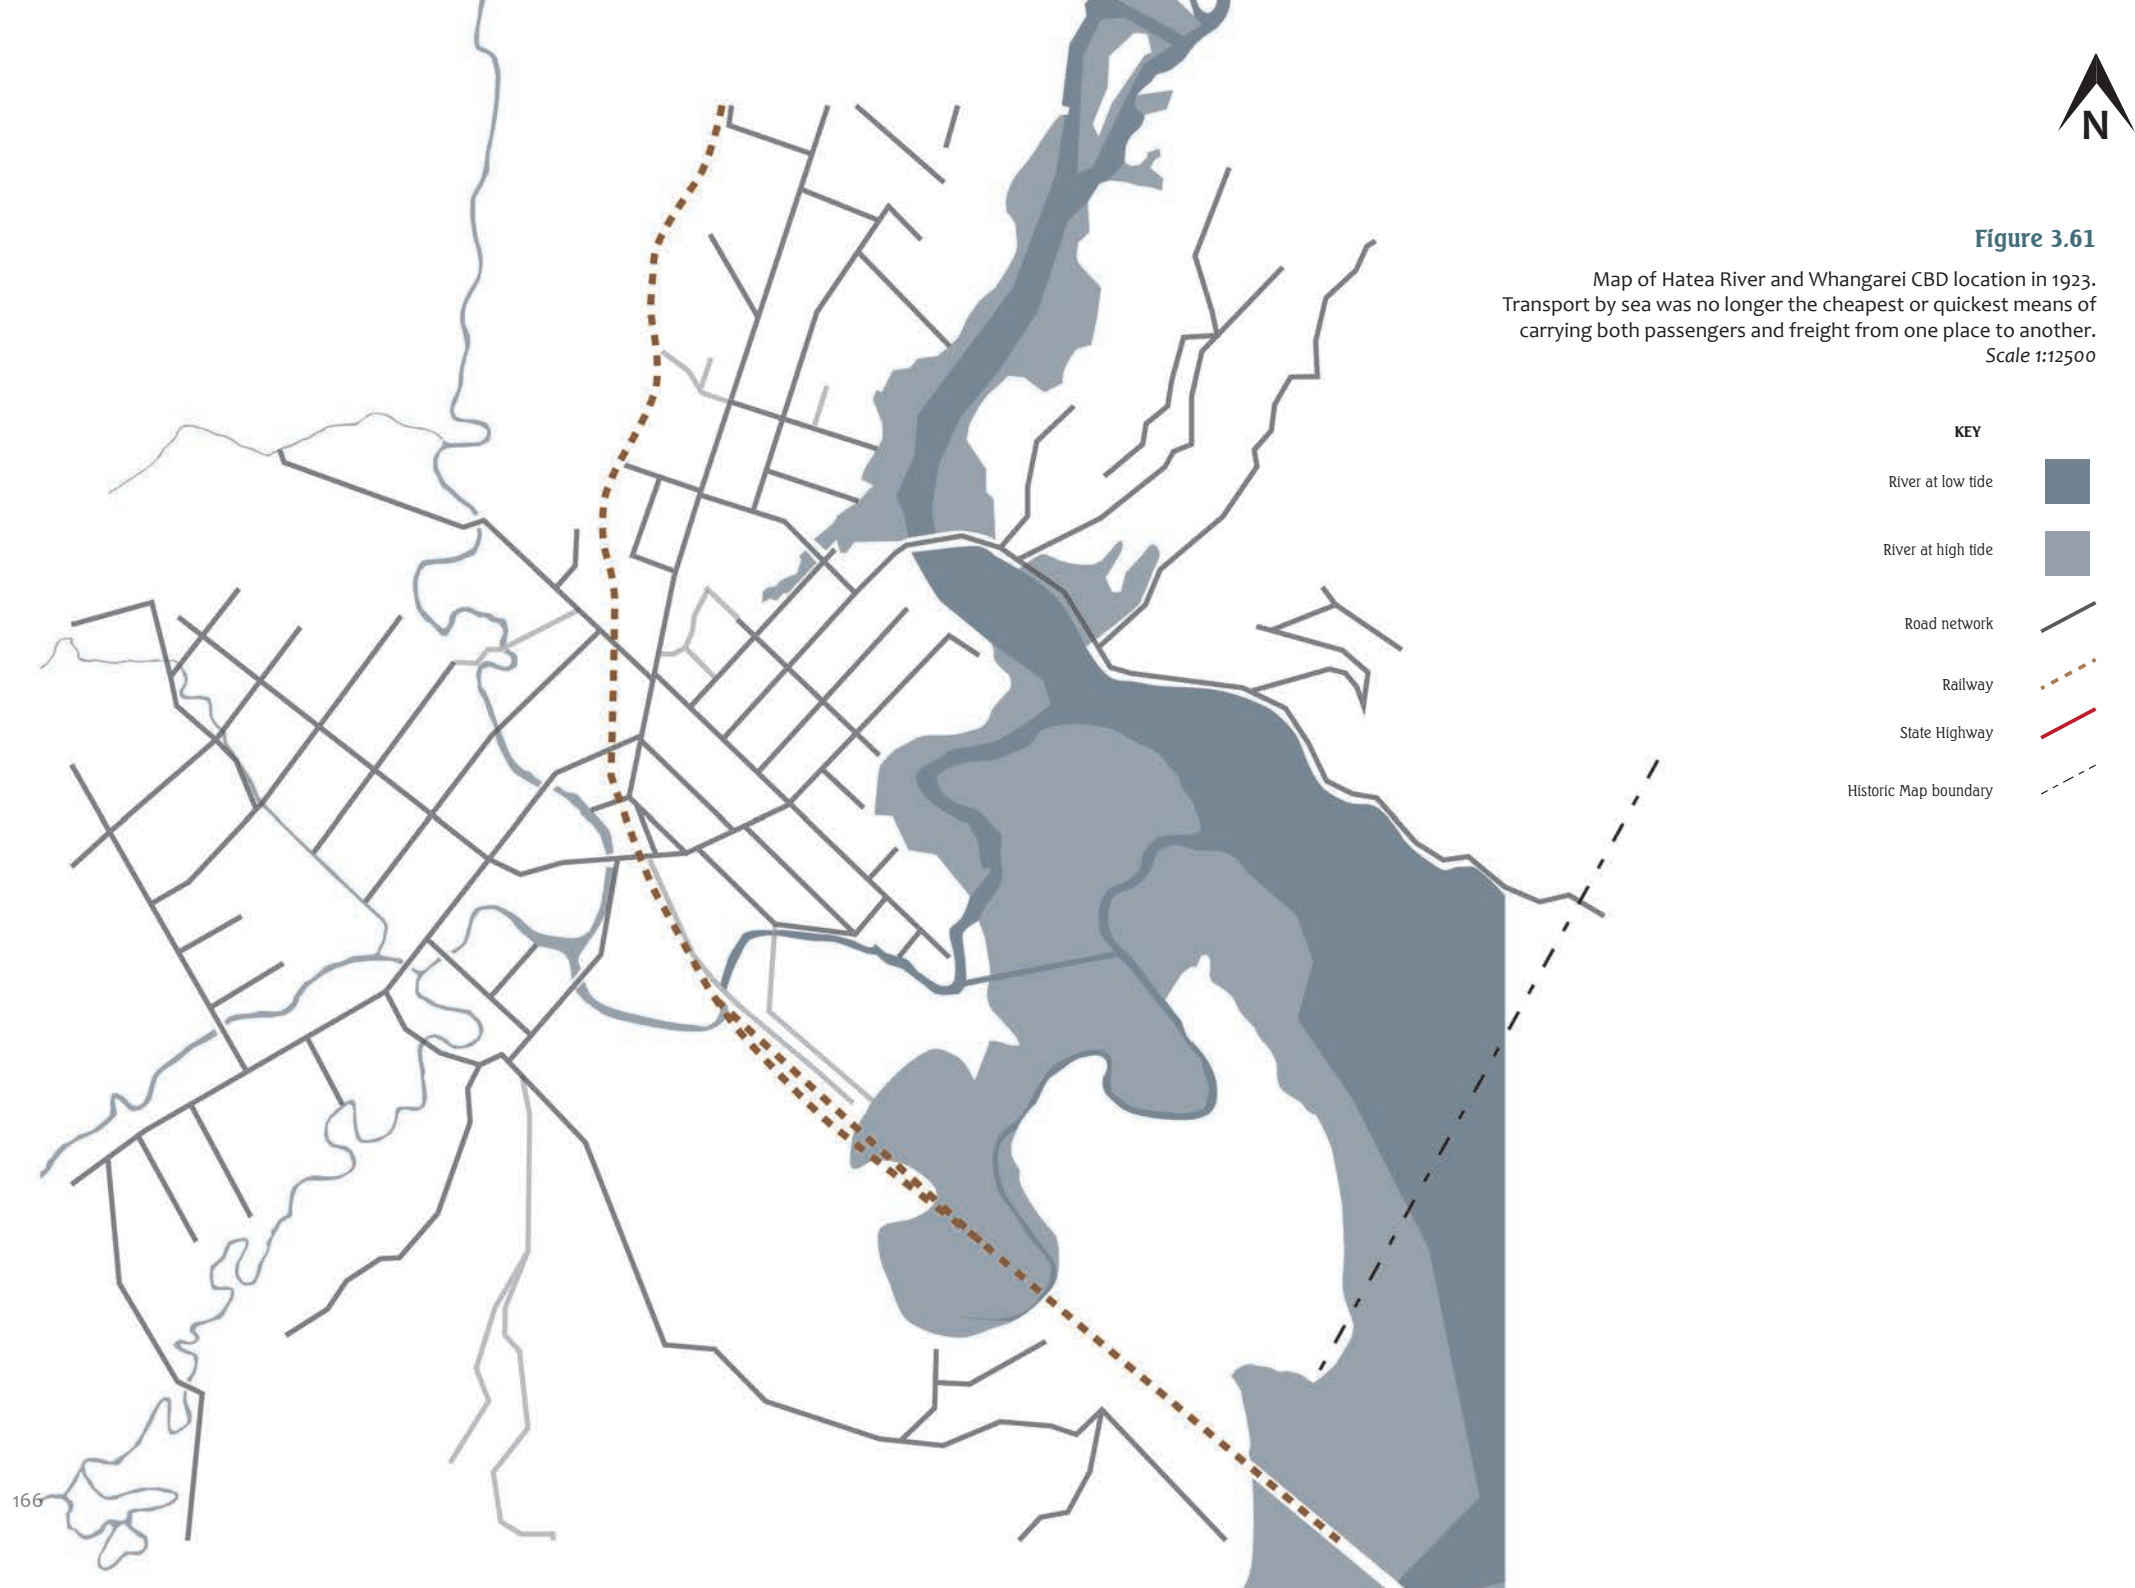 N
Figure 3.61
Map of Hatea River and Whangarei CBD location in 1923.
Transport by sea was no longer the cheapest or quickest means of
carrying both passengers and freight from one place to another.
Scale 1:12500
KEY
River at low tide
River at high tide
Road network
Railway
State Highway
Historic Map boundary
166